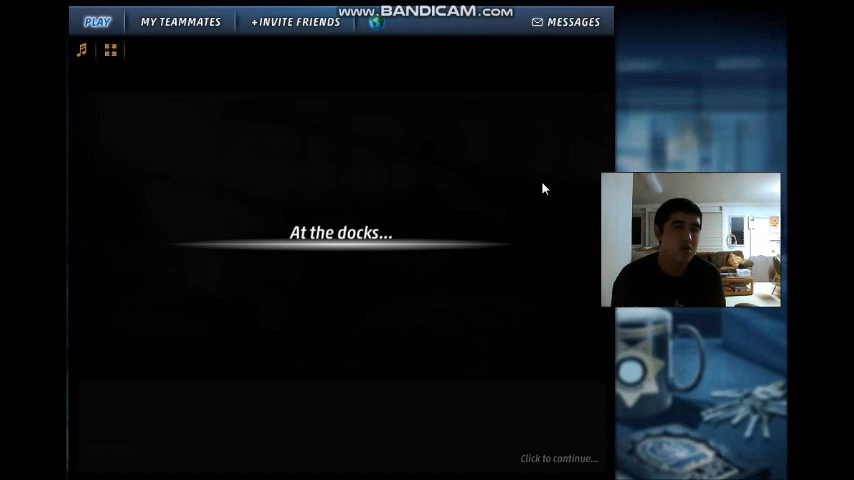 www.BANDICAM.com
PLAY
MY TEAMMATES
+INVITE FRIENDS
MESSAGES
At the docks...
Click to continue...